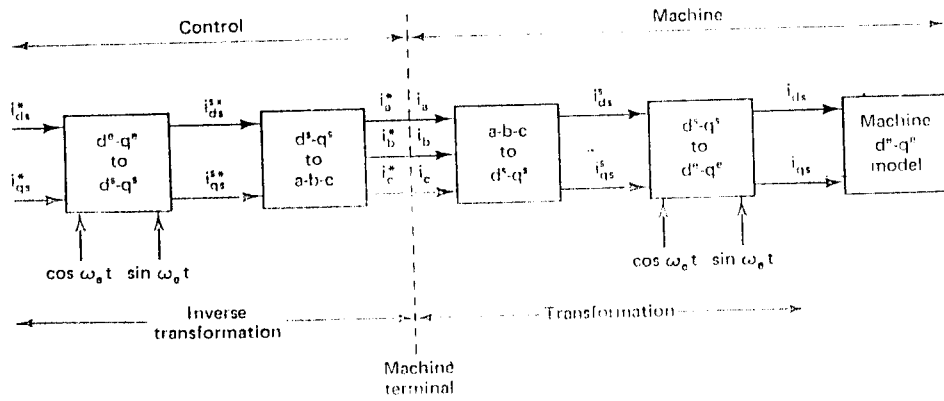 Control
Machine
i*ds
i*qs
dᵉ-qᵉ
to
dˢ-qˢ
iˢ*ds
iˢ*qs
dˢ-qˢ
to
a-b-c
i*a
i*b
i*c
ia
ib
ic
a-b-c
to
dˢ-qˢ
iˢds
iˢqs
dˢ-qˢ
to
dᵉ-qᵉ
ids
iqs
Machine
dᵉ-qᵉ
model
cos ωₑt
sin ωₑt
cos ωₑt
sin ωₑt
Inverse
transformation
Transformation
Machine
terminal